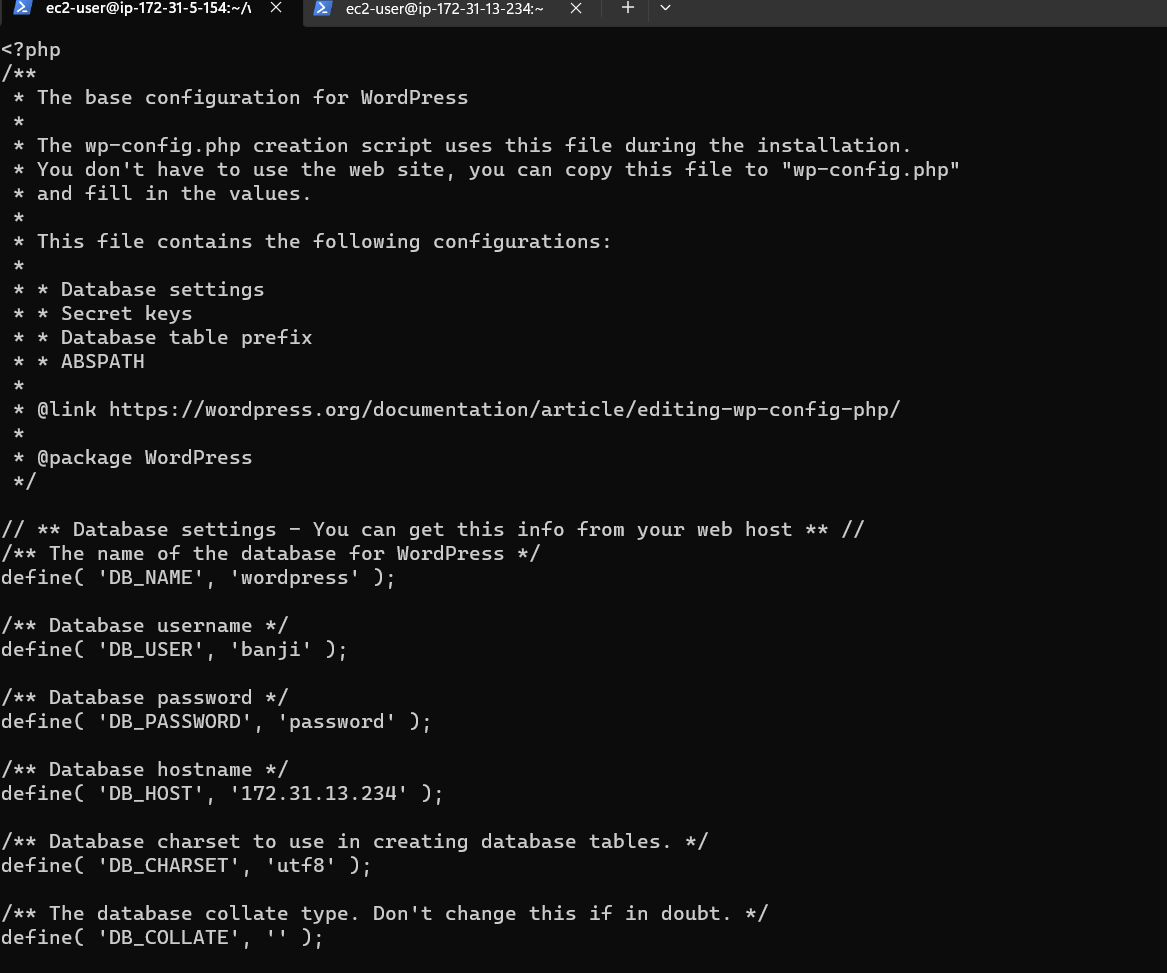 ec2-user@ip-172-31-5-154:~/\
ec2-user@ip-172-31-13-234:~
<?php
/**
 * The base configuration for WordPress
 *
 * The wp-config.php creation script uses this file during the installation.
 * You don't have to use the web site, you can copy this file to "wp-config.php"
 * and fill in the values.
 *
 * This file contains the following configurations:
 *
 * * Database settings
 * * Secret keys
 * * Database table prefix
 * * ABSPATH
 *
 * @link https://wordpress.org/documentation/article/editing-wp-config-php/
 *
 * @package WordPress
 */
// ** Database settings - You can get this info from your web host ** //
/** The name of the database for WordPress */
define( 'DB_NAME', 'wordpress' );
/** Database username */
define( 'DB_USER', 'banji' );
/** Database password */
define( 'DB_PASSWORD', 'password' );
/** Database hostname */
define( 'DB_HOST', '172.31.13.234' );
/** Database charset to use in creating database tables. */
define( 'DB_CHARSET', 'utf8' );
/** The database collate type. Don't change this if in doubt. */
define( 'DB_COLLATE', '' );